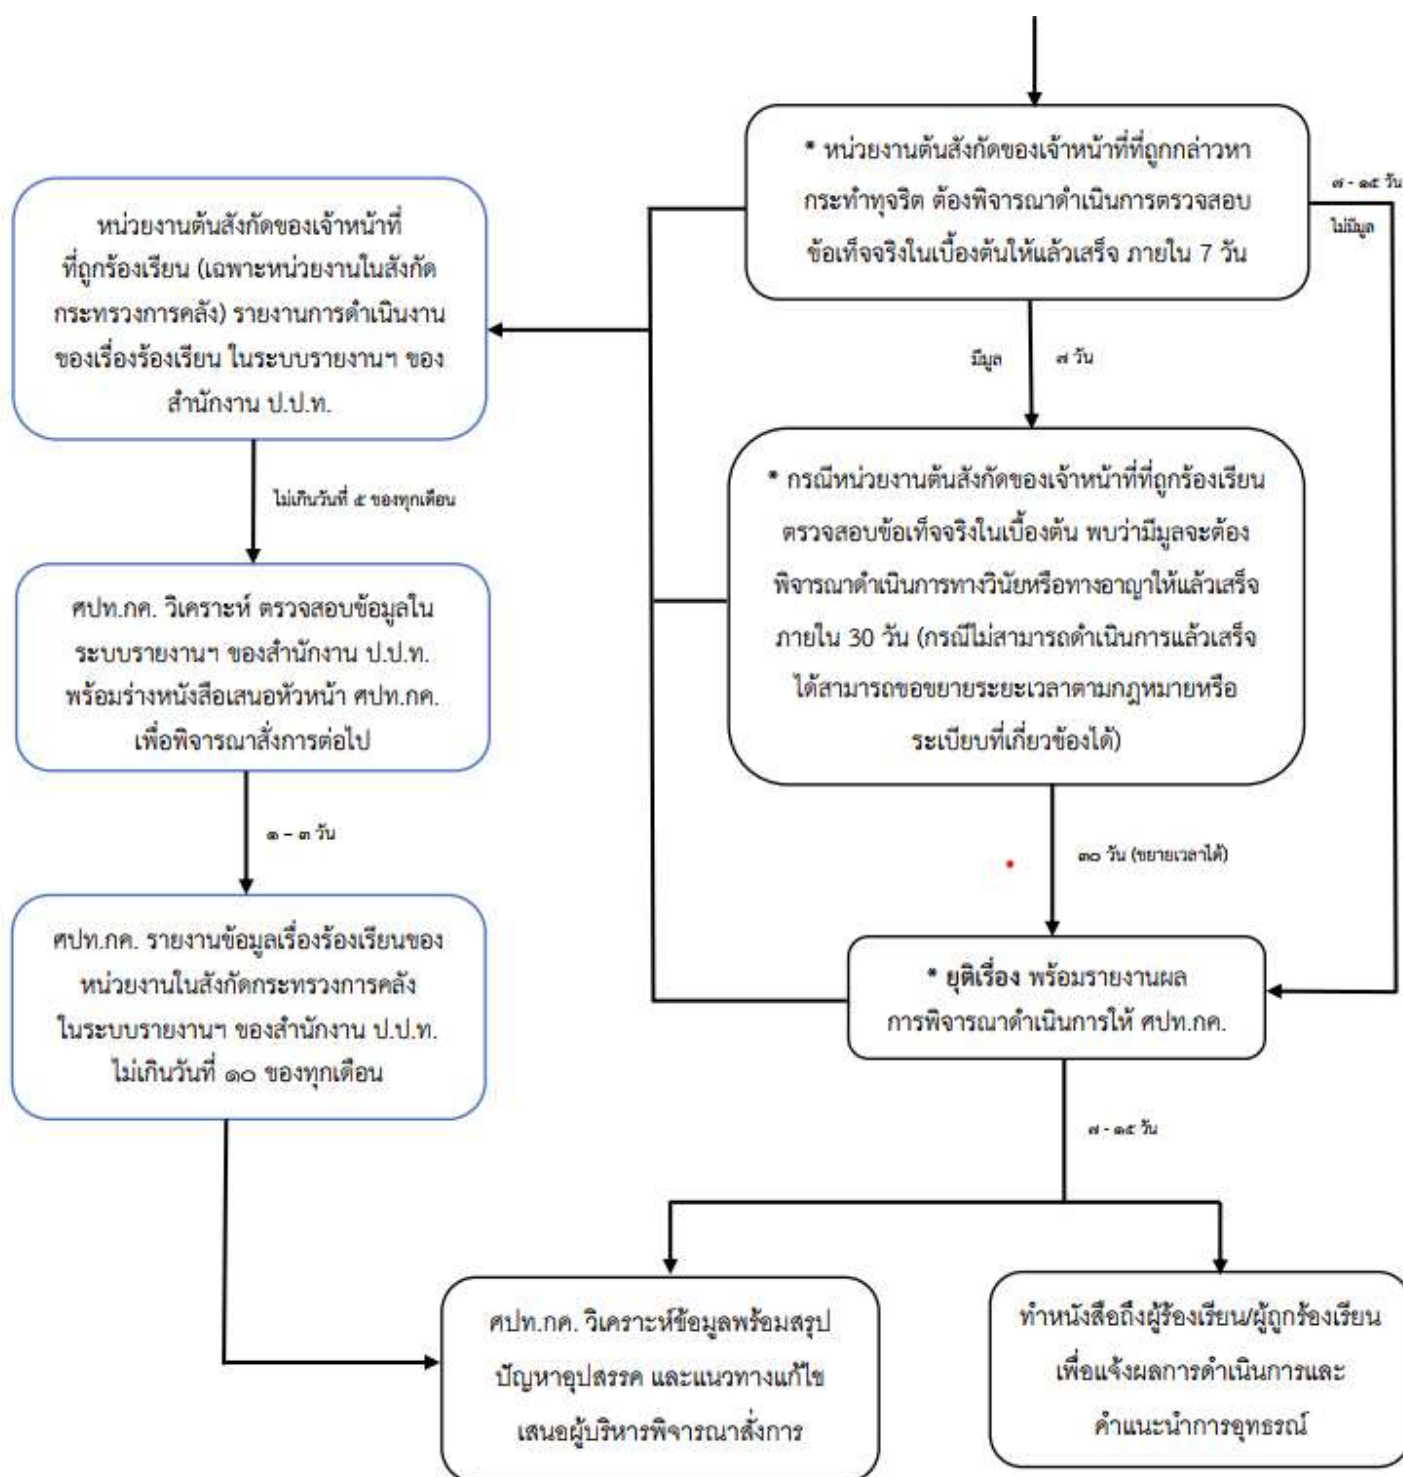 * หน่วยงานต้นสังกัดของเจ้าหน้าที่ที่ถูกกล่าวหา
กระทำทุจริต ต้องพิจารณาดำเนินการตรวจสอบ
ข้อเท็จจริงในเบื้องต้นให้แล้วเสร็จ ภายใน 7 วัน
๗ - ๑๕ วัน
ไม่มีมูล
หน่วยงานต้นสังกัดของเจ้าหน้าที่
ที่ถูกร้องเรียน (เฉพาะหน่วยงานในสังกัด
กระทรวงการคลัง) รายงานการดำเนินงาน
ของเรื่องร้องเรียน ในระบบรายงานฯ ของ
สำนักงาน ป.ป.ท.
มีมูล
๗ วัน
* กรณีหน่วยงานต้นสังกัดของเจ้าหน้าที่ที่ถูกร้องเรียน
ตรวจสอบข้อเท็จจริงในเบื้องต้น พบว่ามีมูลจะต้อง
พิจารณาดำเนินการทางวินัยหรือทางอาญาให้แล้วเสร็จ
ภายใน 30 วัน (กรณีไม่สามารถดำเนินการแล้วเสร็จ
ได้สามารถขอขยายระยะเวลาตามกฎหมายหรือ
ระเบียบที่เกี่ยวข้องได้)
ไม่เกินวันที่ ๕ ของทุกเดือน
ศปท.กค. วิเคราะห์ ตรวจสอบข้อมูลใน
ระบบรายงานฯ ของสำนักงาน ป.ป.ท.
พร้อมร่างหนังสือเสนอหัวหน้า ศปท.กค.
เพื่อพิจารณาสั่งการต่อไป
๑ – ๓ วัน
๓๐ วัน (ขยายเวลาได้)
ศปท.กค. รายงานข้อมูลเรื่องร้องเรียนของ
หน่วยงานในสังกัดกระทรวงการคลัง
ในระบบรายงานฯ ของสำนักงาน ป.ป.ท.
ไม่เกินวันที่ ๑๐ ของทุกเดือน
* ยุติเรื่อง พร้อมรายงานผล
การพิจารณาดำเนินการให้ ศปท.กค.
๗ - ๑๕ วัน
ศปท.กค. วิเคราะห์ข้อมูลพร้อมสรุป
ปัญหาอุปสรรค และแนวทางแก้ไข
เสนอผู้บริหารพิจารณาสั่งการ
ทำหนังสือถึงผู้ร้องเรียน/ผู้ถูกร้องเรียน
เพื่อแจ้งผลการดำเนินการและ
คำแนะนำการอุทธรณ์